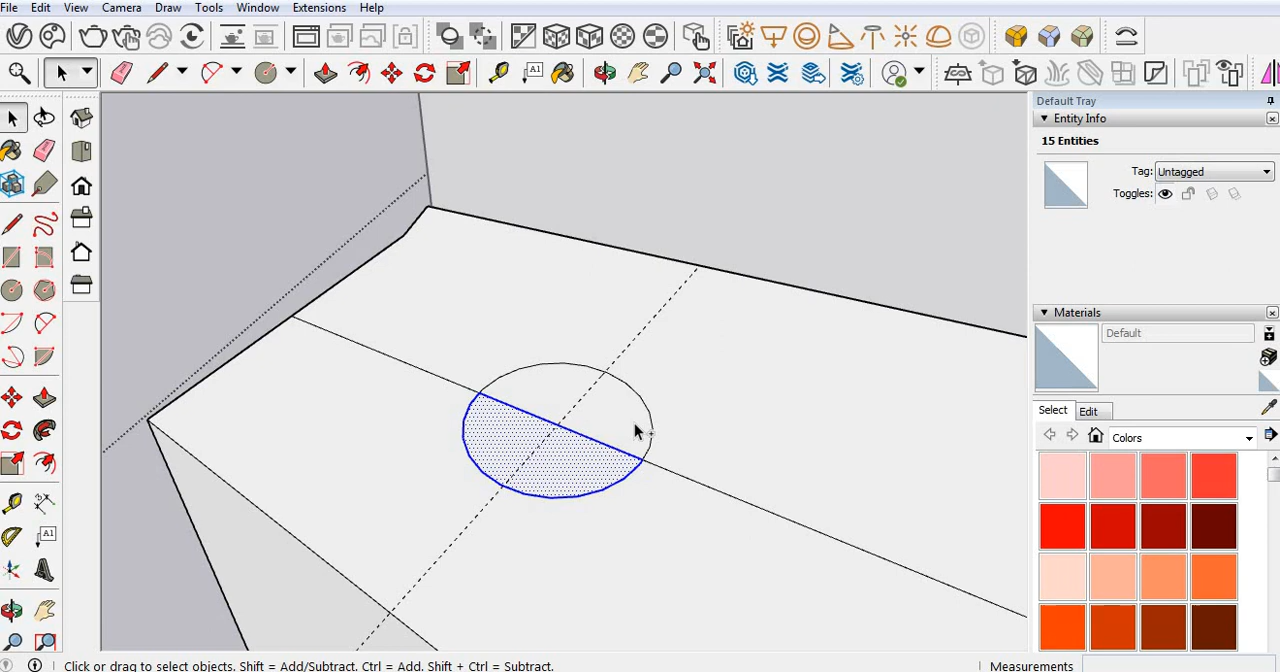 File Edit View Camera Draw Tools Window Extensions Help
A1
Default Tray
Entity Info
15 Entities
Tag: Untagged
Toggles:
Materials
Default
Select Edit
Colors
A1
Click or drag to select objects. Shift = Add/Subtract. Ctrl = Add. Shift + Ctrl = Subtract.
Measurements